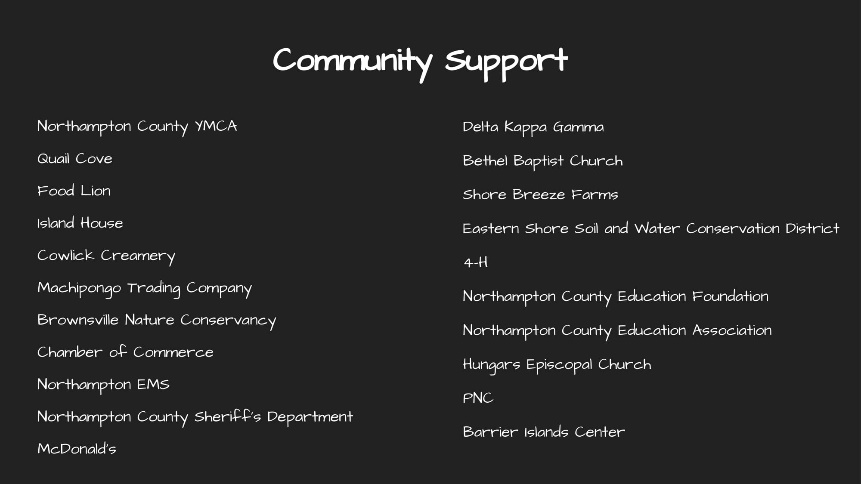 Community Support
Northampton County YMCA
Quail Cove
Food Lion
Island House
Cowlick Creamery
Machipongo Trading Company
Brownsville Nature Conservancy
Chamber of Commerce
Northampton EMS
Northampton County Sheriff's Department
McDonald's
Delta Kappa Gamma
Bethel Baptist Church
Shore Breeze Farms
Eastern Shore Soil and Water Conservation District
4-H
Northampton County Education Foundation
Northampton County Education Association
Hungars Episcopal Church
PNC
Barrier Islands Center